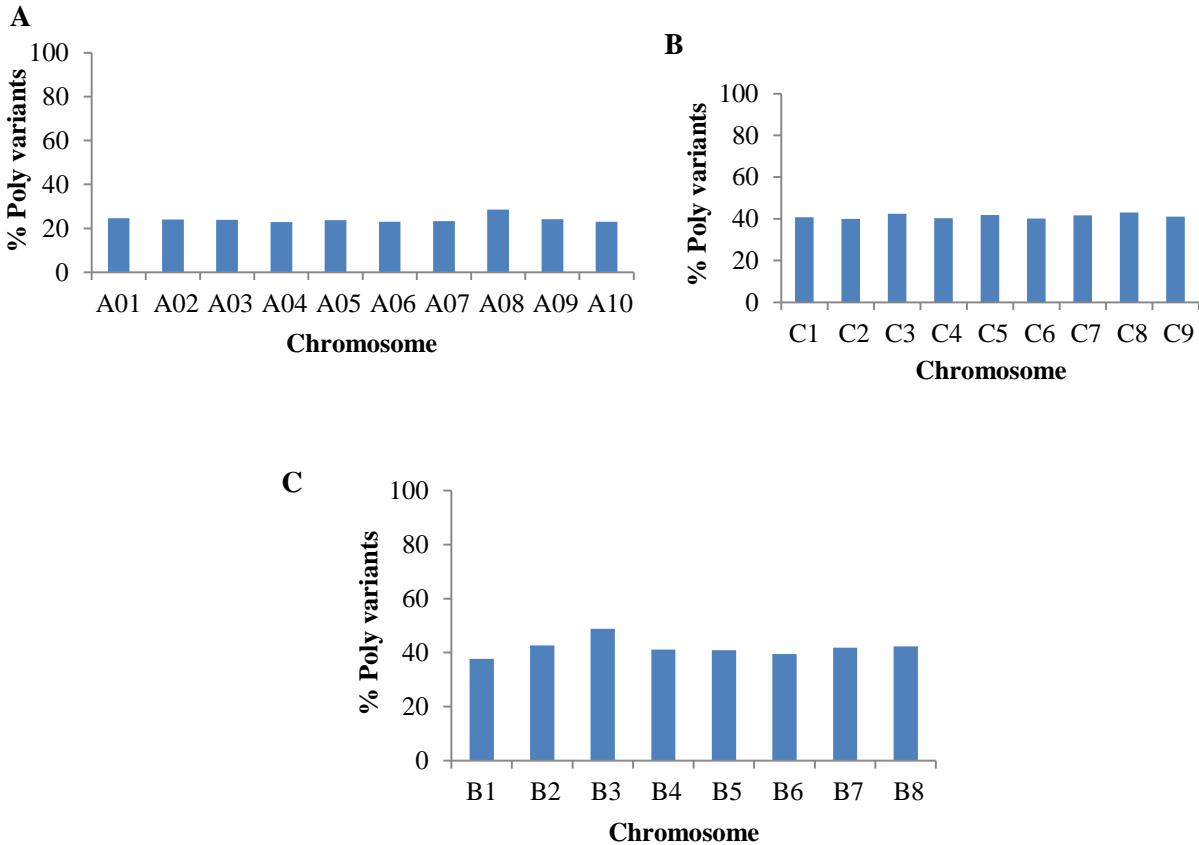 A
% Poly variants
100
80
60
40
20
0
A01 A02 A03 A04 A05 A06 A07 A08 A09 A10
Chromosome
B
% Poly variants
100
80
60
40
20
0
C1 C2 C3 C4 C5 C6 C7 C8 C9
Chromosome
C
% Poly variants
100
80
60
40
20
0
B1 B2 B3 B4 B5 B6 B7 B8
Chromosome